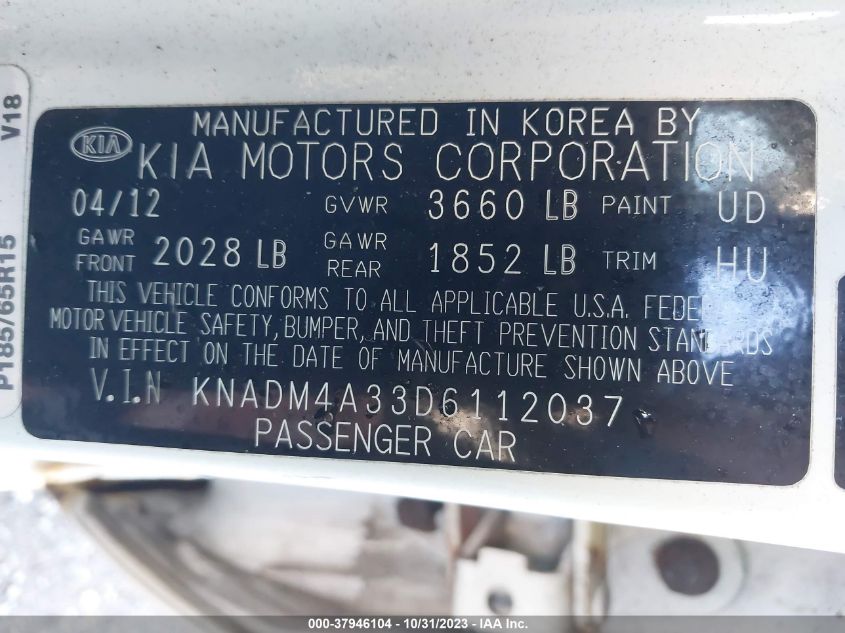 MANUFACTURED IN KOREA BY
KIA KIA MOTORS CORPORATION
04/12 GVWR 3660 LB PAINT UD
GAWR FRONT 2028 LB GAWR REAR 1852 LB TRIM HU
THIS VEHICLE CONFORMS TO ALL APPLICABLE U.S.A. FEDE
MOTOR VEHICLE SAFETY, BUMPER, AND THEFT PREVENTION STANDARDS
IN EFFECT ON THE DATE OF MANUFACTURE SHOWN ABOVE
V.I.N KNADM4A33D6112037
PASSENGER CAR
P185/65R15 V18
000-37946104 - 10/31/2023 - IAA Inc.